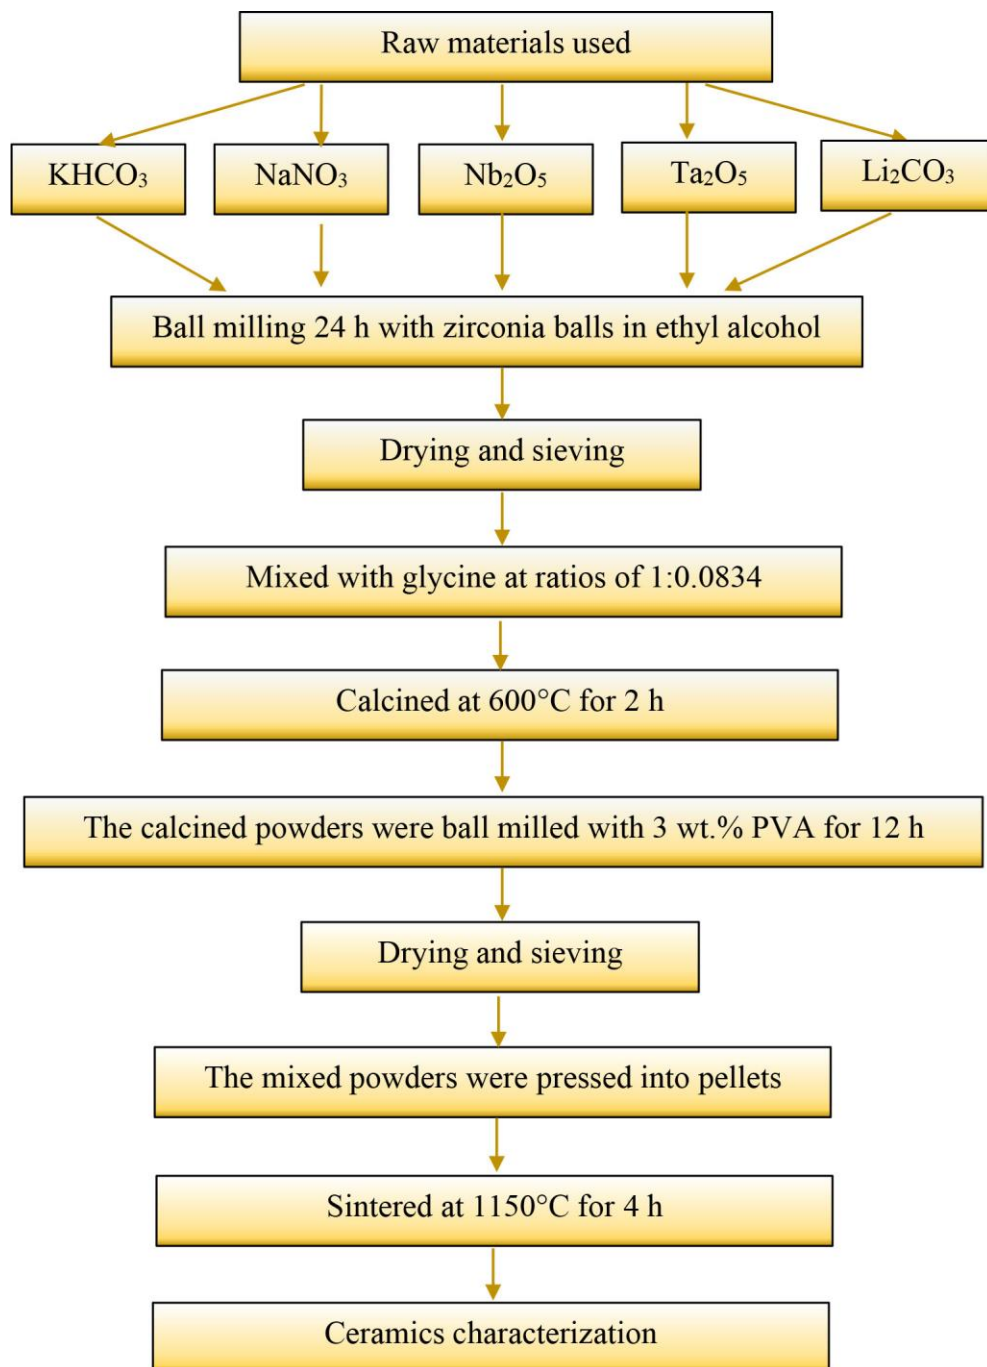 Raw materials used
KHCO₃
NaNO₃
Nb₂O₅
Ta₂O₅
Li₂CO₃
Ball milling 24 h with zirconia balls in ethyl alcohol
Drying and sieving
Mixed with glycine at ratios of 1:0.0834
Calcined at 600°C for 2 h
The calcined powders were ball milled with 3 wt.% PVA for 12 h
Drying and sieving
The mixed powders were pressed into pellets
Sintered at 1150°C for 4 h
Ceramics characterization